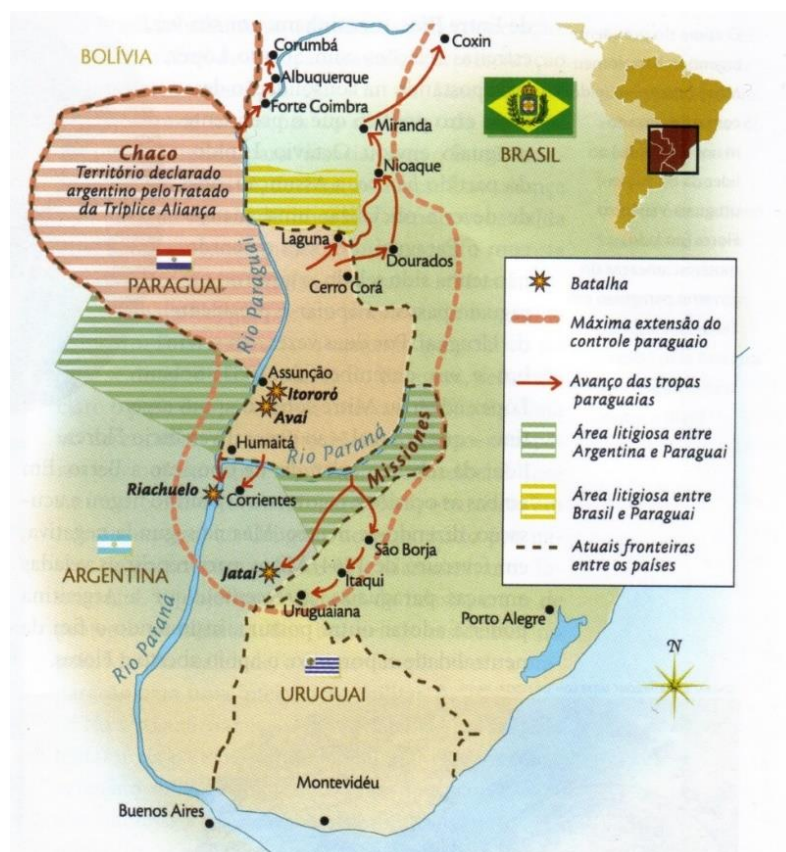 BOLÍVIA
Corumbá
Coxin
Albuquerque
Forte Coimbra
Miranda
BRASIL
Chaco
Território declarado
argentino pelo Tratado
da Tríplice Aliança
Nioaque
Laguna
Dourados
PARAGUAI
Rio Paraguai
Cerro Corá
Batalha
Máxima extensão do
controle paraguaio
Assunção
Itororó
Avaí
Avanço das tropas
paraguaias
Humaitá
Rio Paraná
Missiones
Área litigiosa entre
Argentina e Paraguai
Riachuelo
Corrientes
Área litigiosa entre
Brasil e Paraguai
São Borja
Atuais fronteiras
entre os países
ARGENTINA
Jataí
Itaqui
Uruguaiana
Porto Alegre
Rio Paraná
N
URUGUAI
Montevidéu
Buenos Aires